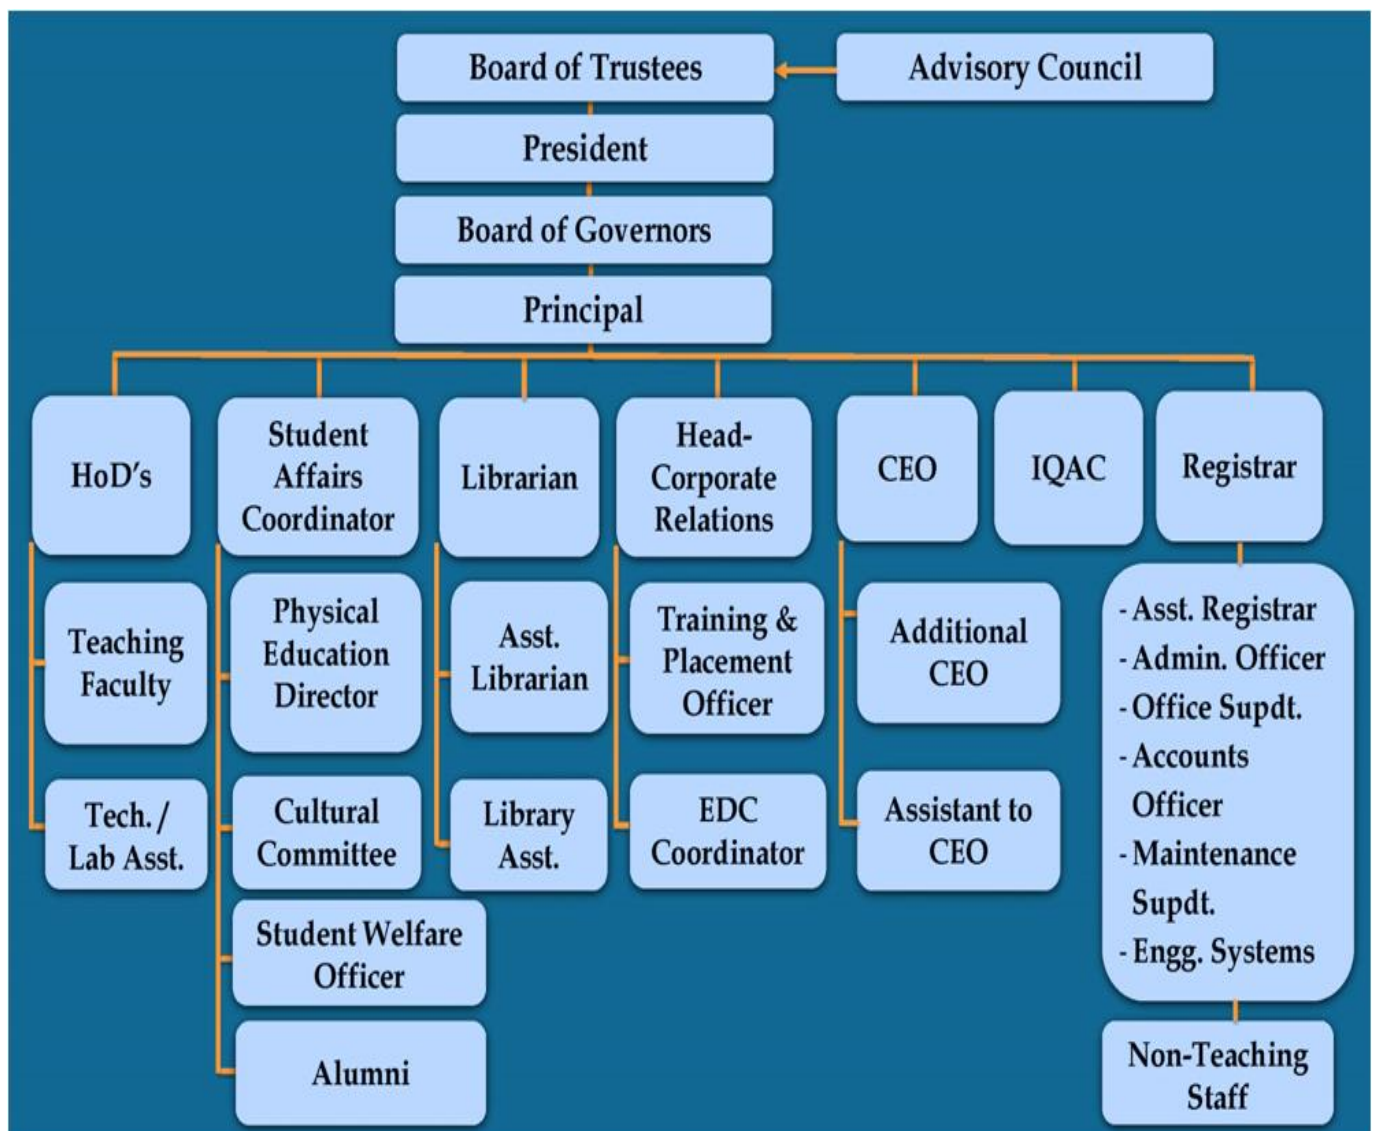 Board of Trustees
Advisory Council
President
Board of Governors
Principal
HoD's
Student
Affairs
Coordinator
Librarian
Head-
Corporate
Relations
CEO
IQAC
Registrar
Teaching
Faculty
Physical
Education
Director
Asst.
Librarian
Training &
Placement
Officer
Additional
CEO
- Asst. Registrar
- Admin. Officer
- Office Supdt.
- Accounts
Officer
- Maintenance
Supdt.
- Engg. Systems
Tech. /
Lab Asst.
Cultural
Committee
Library
Asst.
EDC
Coordinator
Assistant to
CEO
Student Welfare
Officer
Alumni
Non-Teaching
Staff